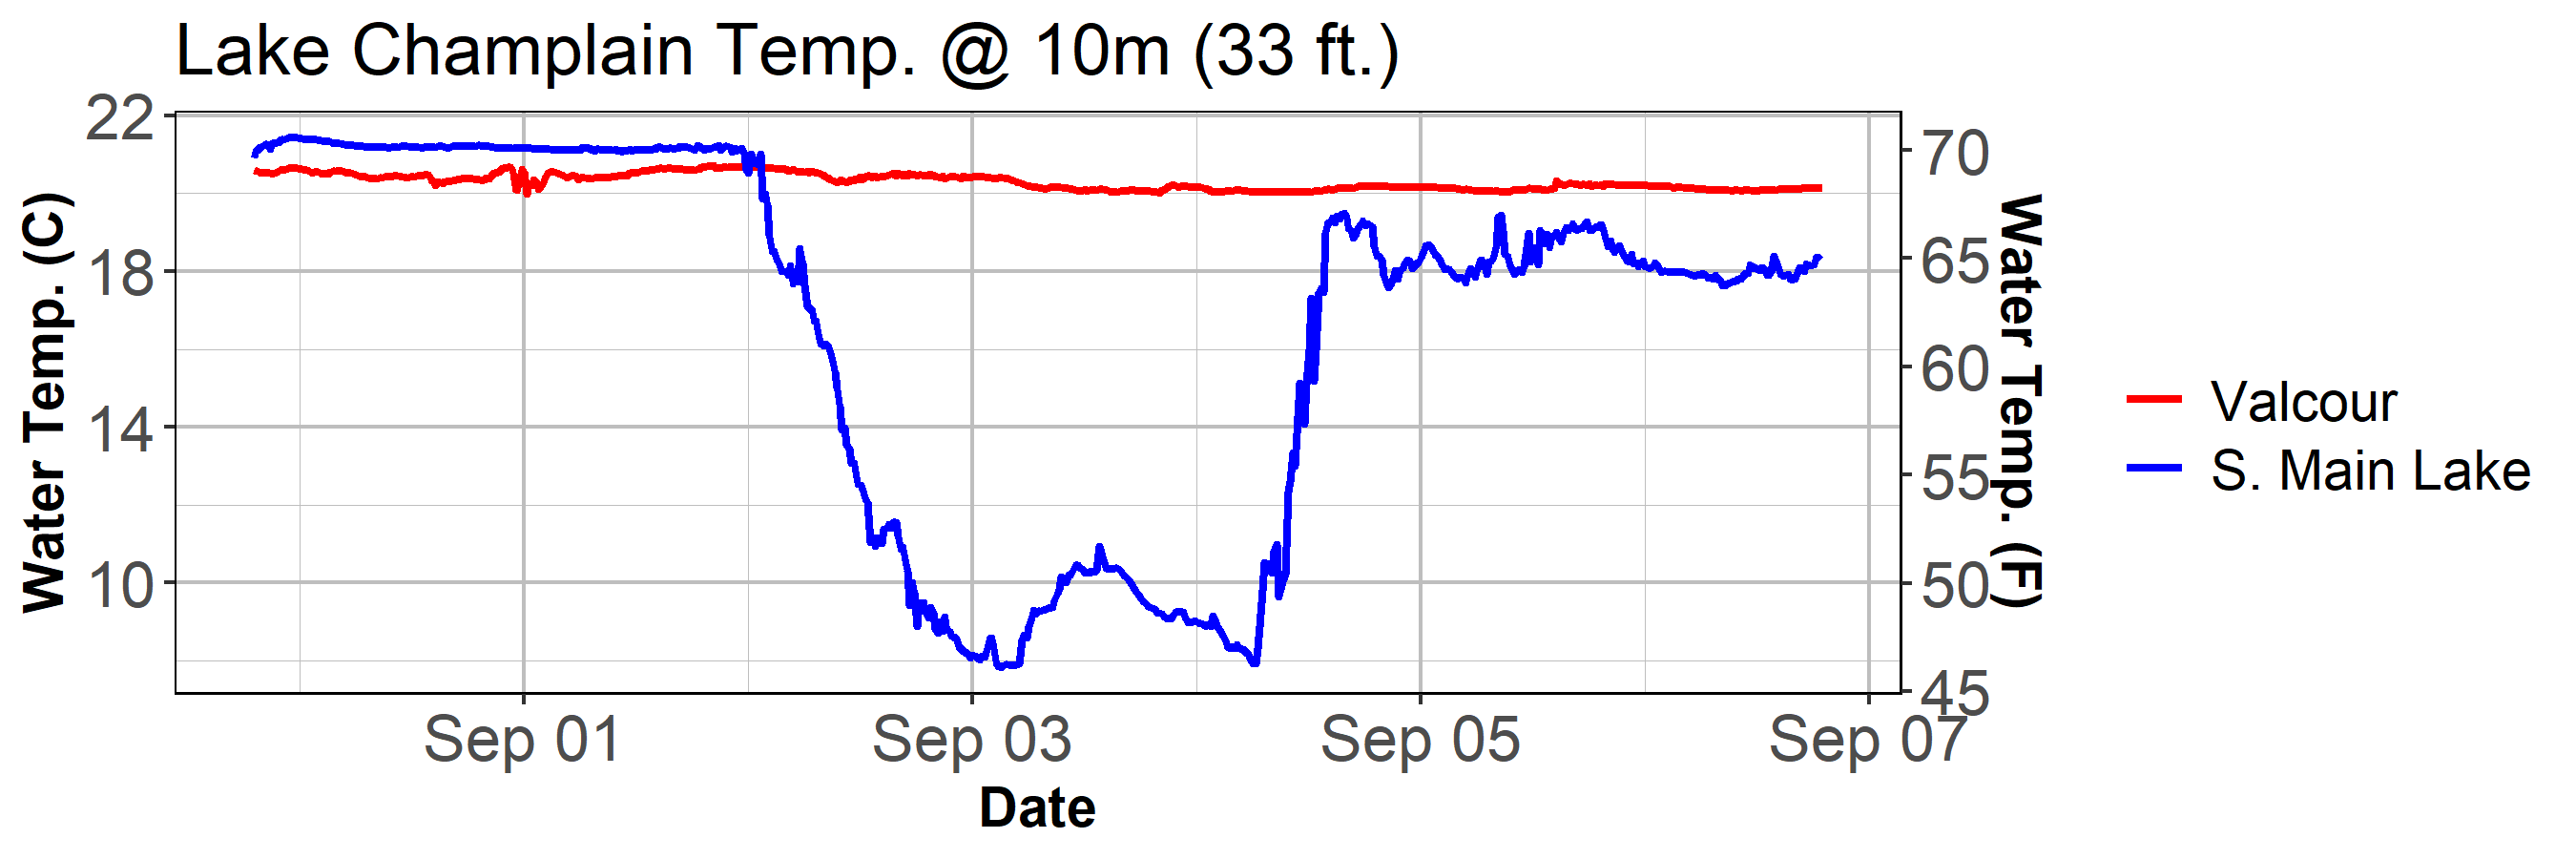 Lake Champlain Temp. @ 10m (33 ft.)
Water Temp. (C)
22
18
14
10
70
65
60
55
50
45
Water Temp. (F)
Sep 01
Sep 03
Sep 05
Sep 07
Date
Valcour
S. Main Lake